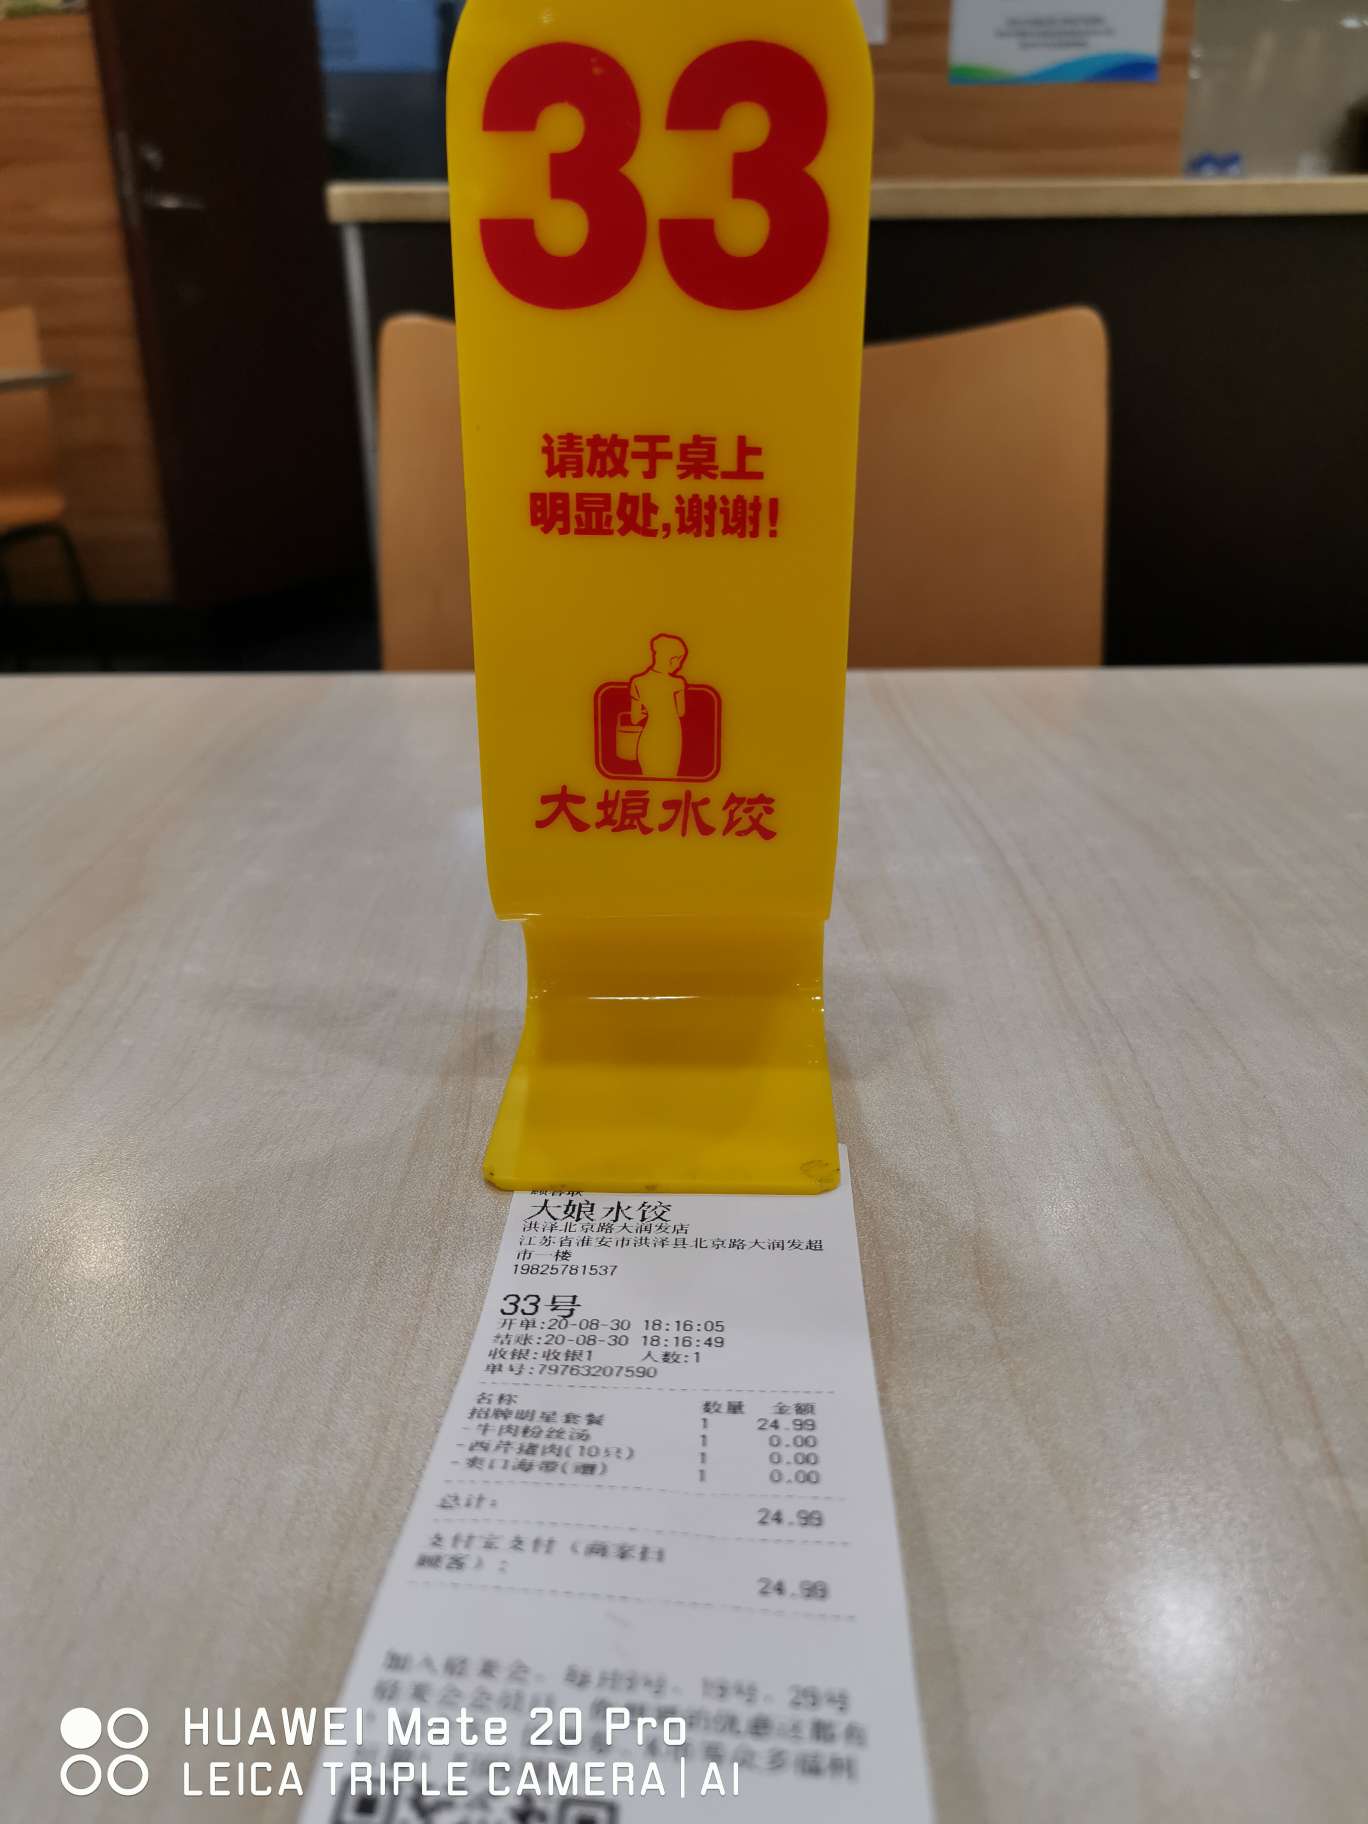 33
请放于桌上
明显处,谢谢!
大娘水饺
大娘水饺
洪泽北京路大润发店
江苏省淮安市洪泽县北京路大润发超
市一楼
19825781537
33号
开单:20-08-30 18:16:05
结账:20-08-30 18:16:49
收银:收银1 人数:1
单号:79763207590
名称 数量 金额
招牌明星套餐 1 24.99
-牛肉粉丝汤 1 0.00
-西芹猪肉(10只) 1 0.00
-爽口海带(赠) 1 0.00
总计: 24.99
支付宝支付(商家扫
顾客): 24.99
HUAWEI Mate 20 Pro
LEICA TRIPLE CAMERA | AI